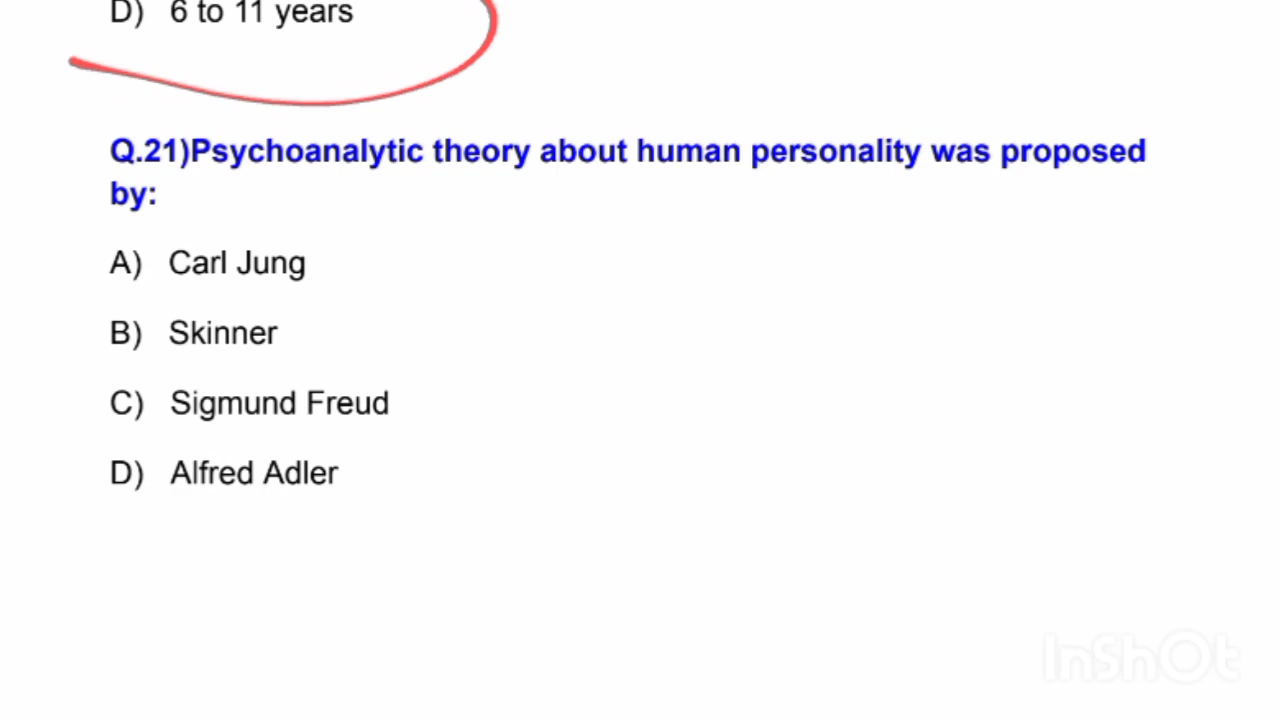 D) 6 to 11 years
Q.21)Psychoanalytic theory about human personality was proposed
by:
A) Carl Jung
B) Skinner
C) Sigmund Freud
D) Alfred Adler
InShOt